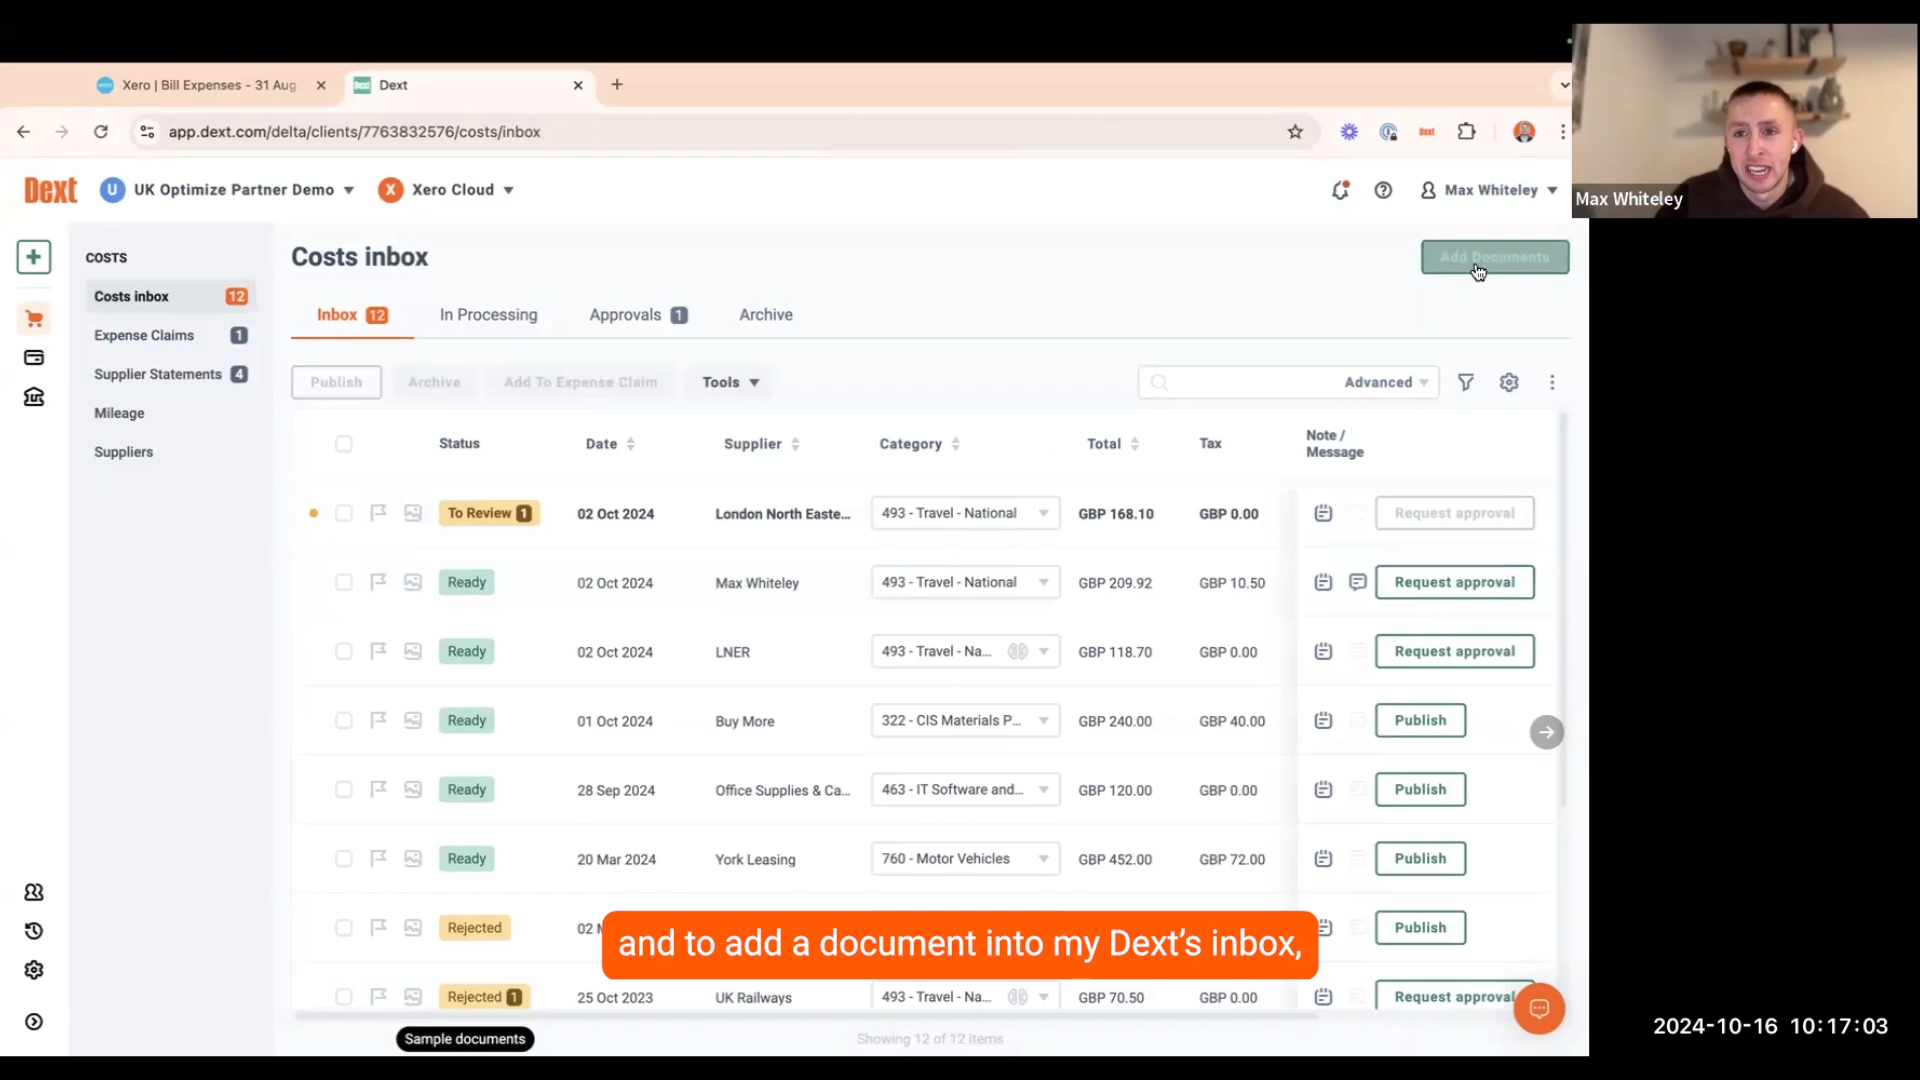 Xero | Bill Expenses - 31 Aug
Dext
app.dext.com/delta/clients/7763832576/costs/inbox
Dext
Max Whiteley
Dext
U
UK Optimize Partner Demo
X
Xero Cloud
Max Whiteley
COSTS
Costs inbox 12
Expense Claims 1
Supplier Statements 4
Mileage
Suppliers
Costs inbox
Add Documents
Inbox 12
In Processing
Approvals 1
Archive
Publish
Archive
Add To Expense Claim
Tools
Advanced
Status
Date
Supplier
Category
Total
Tax
Note /
Message
To Review 1 02 Oct 2024 London North Easte... 493 - Travel - National GBP 168.10 GBP 0.00 Request approval
Ready 02 Oct 2024 Max Whiteley 493 - Travel - National GBP 209.92 GBP 10.50 Request approval
Ready 02 Oct 2024 LNER 493 - Travel - Na... GBP 118.70 GBP 0.00 Request approval
Ready 01 Oct 2024 Buy More 322 - CIS Materials P... GBP 240.00 GBP 40.00 Publish
Ready 28 Sep 2024 Office Supplies & Ca... 463 - IT Software and... GBP 120.00 GBP 0.00 Publish
Ready 20 Mar 2024 York Leasing 760 - Motor Vehicles GBP 452.00 GBP 72.00 Publish
Rejected 02 Publish
and to add a document into my Dext's inbox,
Rejected 1 25 Oct 2023 UK Railways 493 - Travel - Na... GBP 70.50 GBP 0.00 Request approval
Sample documents
Showing 12 of 12 items
2024-10-16 10:17:03